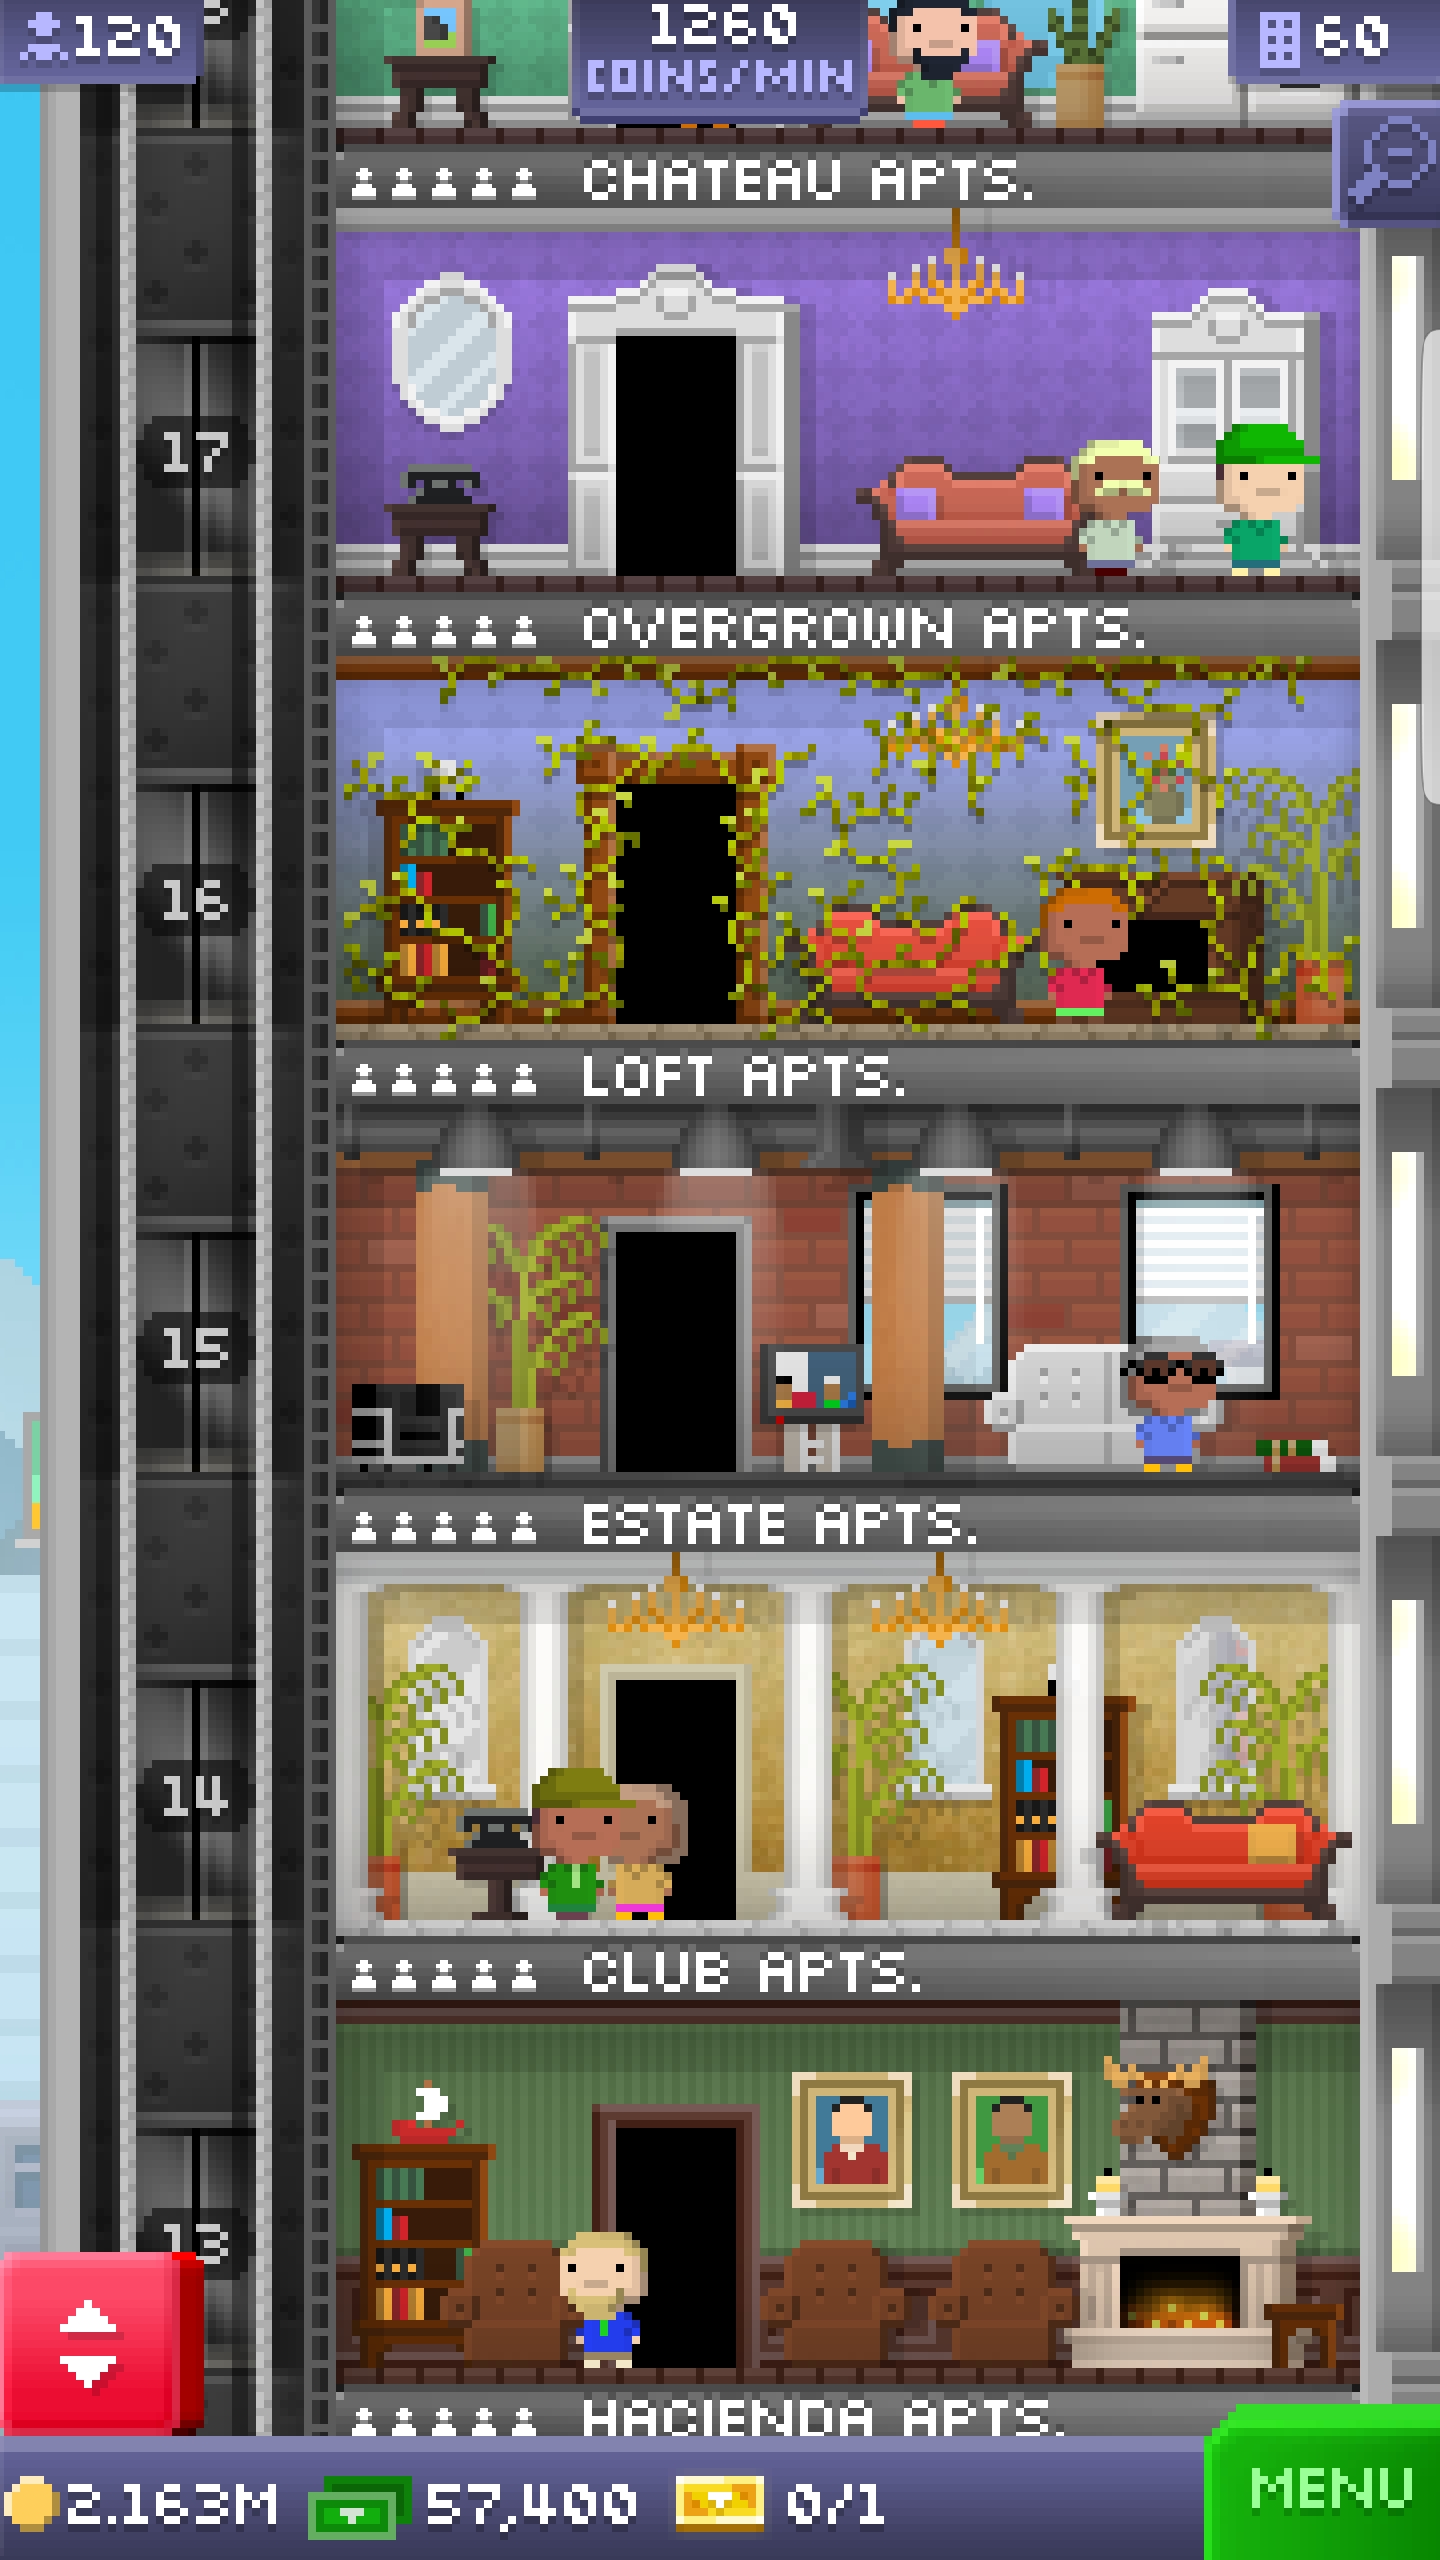 120
1260
COINS/MIN
60
CHATEAU APTS.
17
OVERGROWN APTS.
16
LOFT APTS.
15
ESTATE APTS.
14
CLUB APTS.
13
HACIENDA APTS.
2.163M 57,400 0/1
MENU